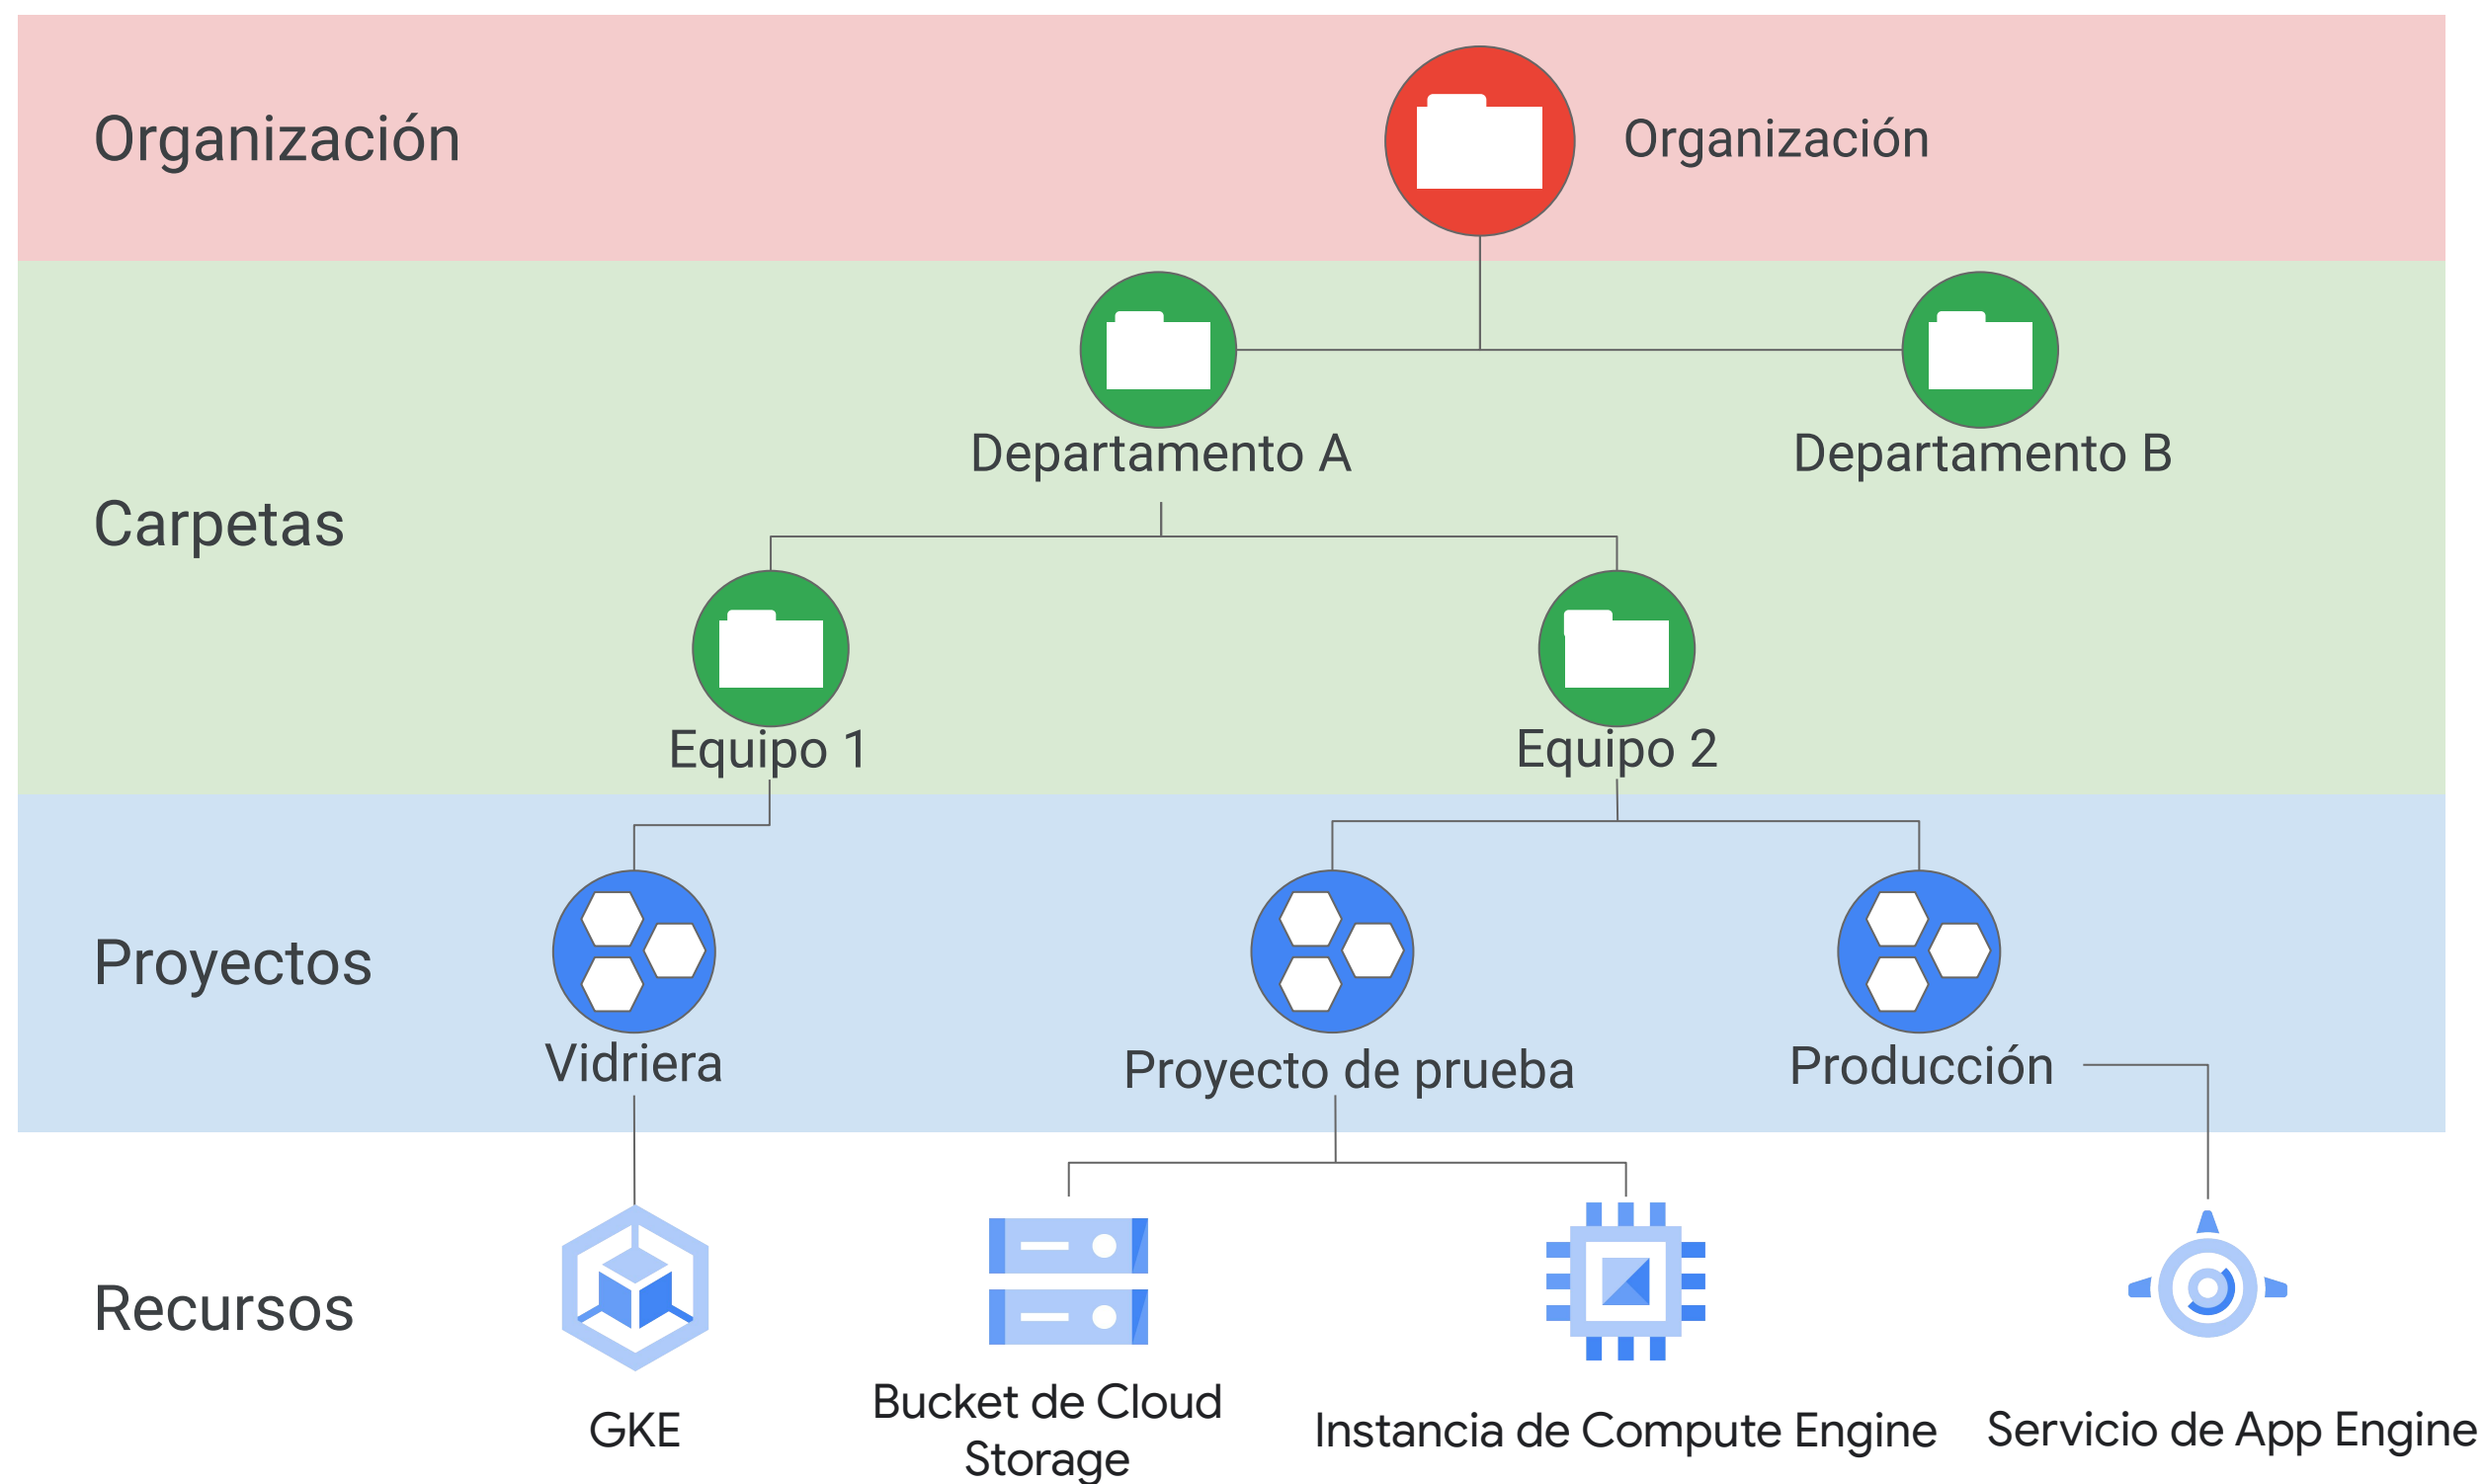 Organización
Organización
Departamento A
Departamento B
Carpetas
Equipo 1
Equipo 2
Proyectos
Vidriera
Proyecto de prueba
Producción
Recursos
GKE
Bucket de Cloud
Storage
Instancia de Compute Engine
Servicio de App Engine